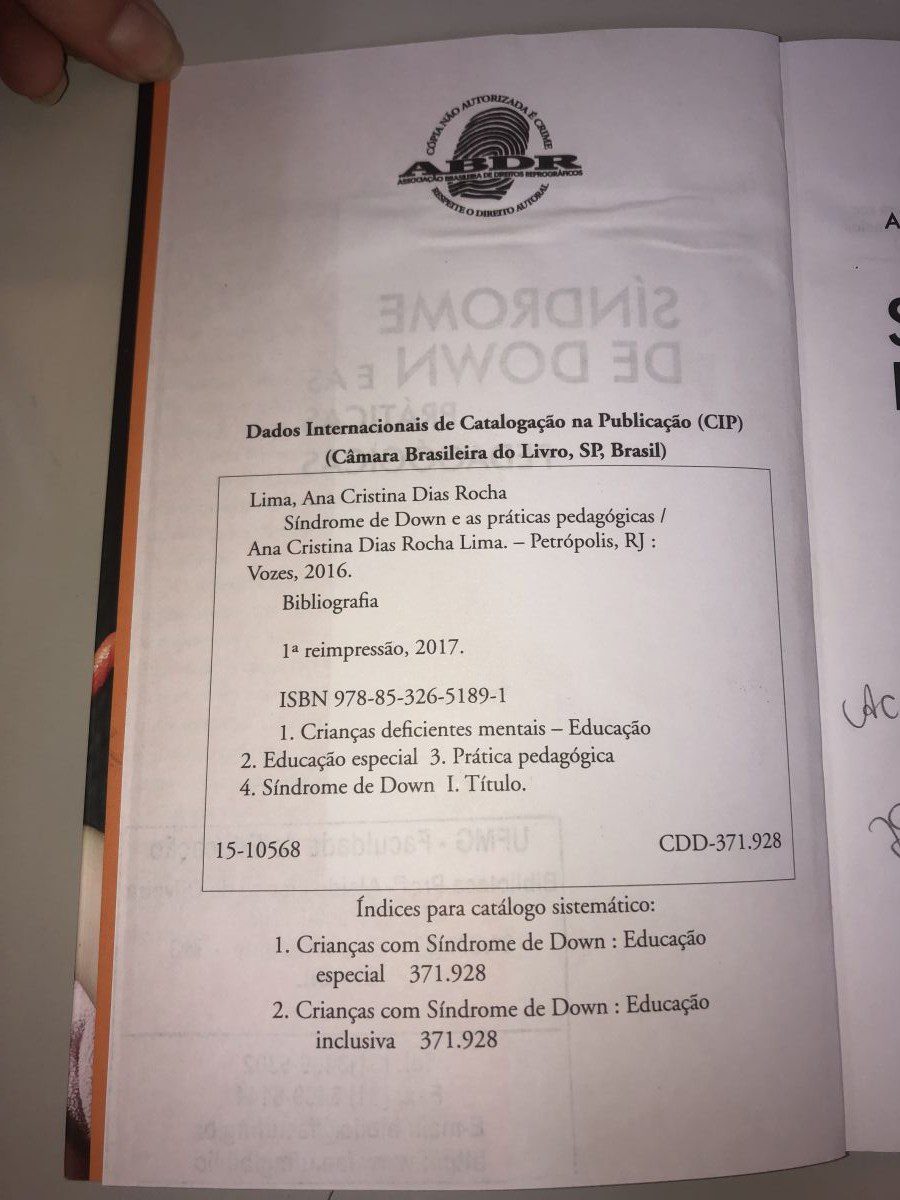 CÓPIA NÃO AUTORIZADA É CRIME
ABDR
ASSOCIAÇÃO BRASILEIRA DE DIREITOS REPROGRÁFICOS
RESPEITE O DIREITO AUTORAL
SÍNDROME
DE DOWN E AS
PRÁTICAS
Dados Internacionais de Catalogação na Publicação (CIP)
(Câmara Brasileira do Livro, SP, Brasil)
Lima, Ana Cristina Dias Rocha
Síndrome de Down e as práticas pedagógicas /
Ana Cristina Dias Rocha Lima. – Petrópolis, RJ :
Vozes, 2016.
Bibliografia
1ª reimpressão, 2017.
ISBN 978-85-326-5189-1
1. Crianças deficientes mentais – Educação
2. Educação especial 3. Prática pedagógica
4. Síndrome de Down I. Título.
15-10568 CDD-371.928
Índices para catálogo sistemático:
1. Crianças com Síndrome de Down : Educação
especial 371.928
2. Crianças com Síndrome de Down : Educação
inclusiva 371.928